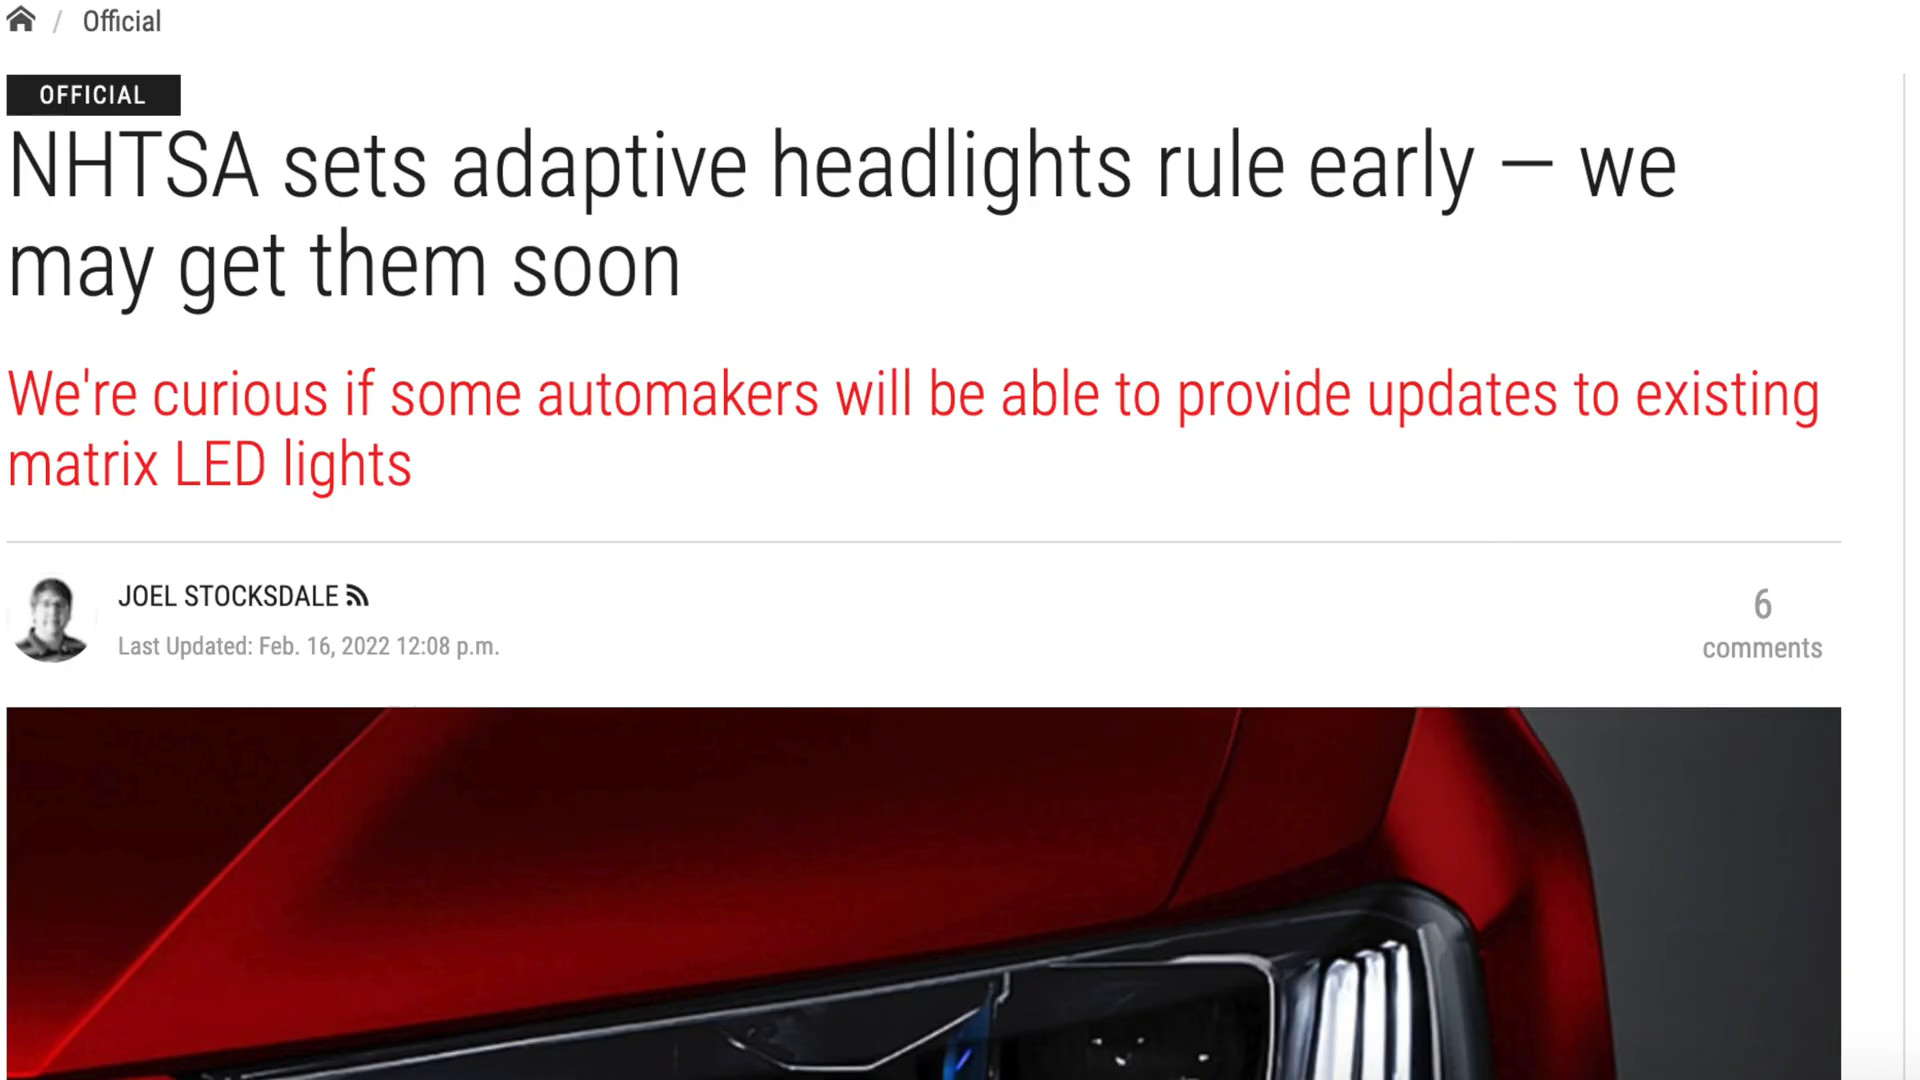 / Official
OFFICIAL
NHTSA sets adaptive headlights rule early — we
may get them soon
We're curious if some automakers will be able to provide updates to existing
matrix LED lights
JOEL STOCKSDALE
Last Updated: Feb. 16, 2022 12:08 p.m.
6
comments